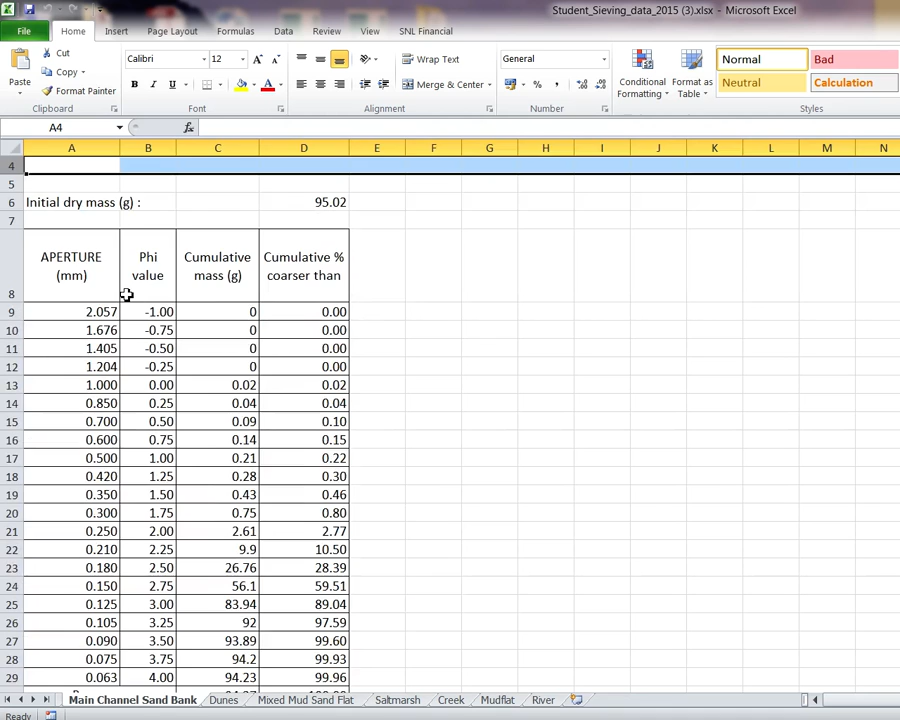 Student_Sieving_data_2015 (3).xlsx - Microsoft Excel
File Home Insert Page Layout Formulas Data Review View SNL Financial
Paste Cut Copy Format Painter Clipboard
Calibri 12 B I U Font
Wrap Text Merge & Center Alignment
General % , Number
Conditional Formatting Format as Table Normal Bad Neutral Calculation Styles
A4 fx
A B C D E F G H I J K L M N
4
5
6 Initial dry mass (g) : 95.02
7
8 APERTURE (mm) Phi value Cumulative mass (g) Cumulative % coarser than
9 2.057 -1.00 0 0.00
10 1.676 -0.75 0 0.00
11 1.405 -0.50 0 0.00
12 1.204 -0.25 0 0.00
13 1.000 0.00 0.02 0.02
14 0.850 0.25 0.04 0.04
15 0.700 0.50 0.09 0.10
16 0.600 0.75 0.14 0.15
17 0.500 1.00 0.21 0.22
18 0.420 1.25 0.28 0.30
19 0.350 1.50 0.43 0.46
20 0.300 1.75 0.75 0.80
21 0.250 2.00 2.61 2.77
22 0.210 2.25 9.9 10.50
23 0.180 2.50 26.76 28.39
24 0.150 2.75 56.1 59.51
25 0.125 3.00 83.94 89.04
26 0.105 3.25 92 97.59
27 0.090 3.50 93.89 99.60
28 0.075 3.75 94.2 99.93
29 0.063 4.00 94.23 99.96
Main Channel Sand Bank Dunes Mixed Mud Sand Flat Saltmarsh Creek Mudflat River
Ready